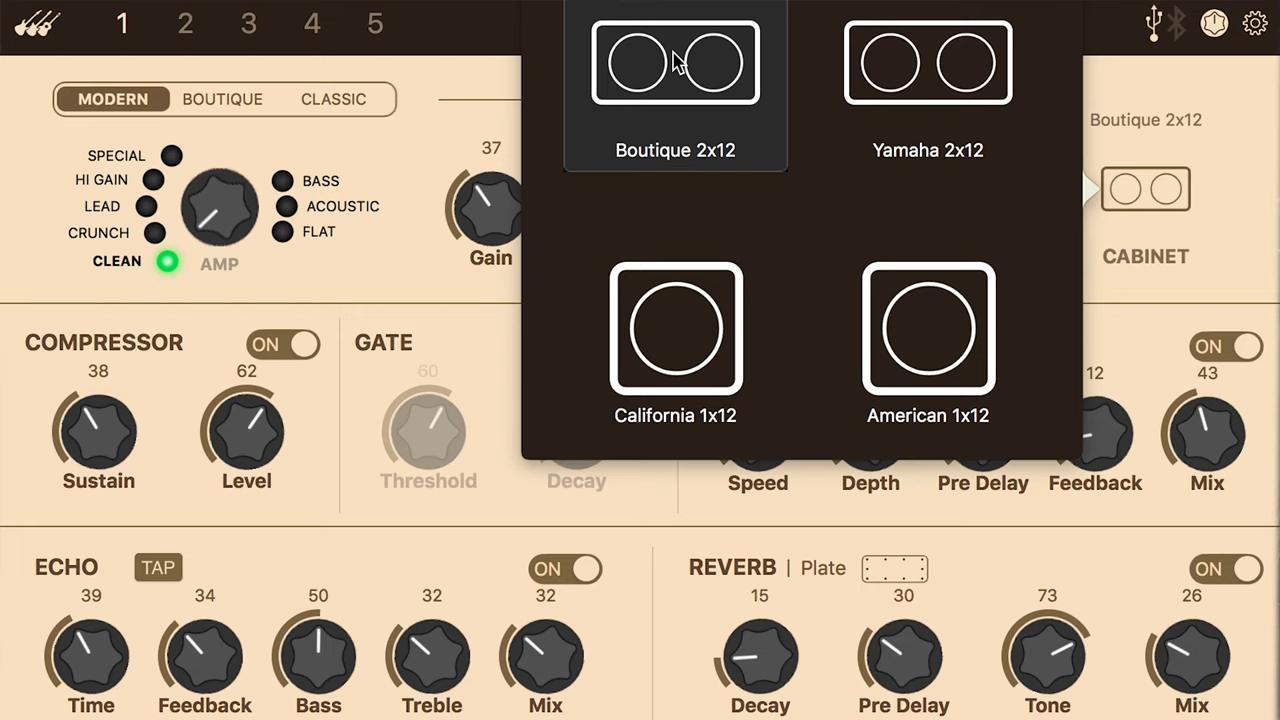 1 2 3 4 5
MODERN BOUTIQUE CLASSIC
SPECIAL
HI GAIN
LEAD
CRUNCH
CLEAN
AMP
BASS
ACOUSTIC
FLAT
37
Gain
Boutique 2x12
Yamaha 2x12
California 1x12
American 1x12
Boutique 2x12
CABINET
COMPRESSOR ON
38 62
Sustain Level
GATE
60
Threshold Decay
ON
12 43
Speed Depth Pre Delay Feedback Mix
ECHO TAP ON
39 34 50 32 32
Time Feedback Bass Treble Mix
REVERB | Plate ON
15 30 73 26
Decay Pre Delay Tone Mix